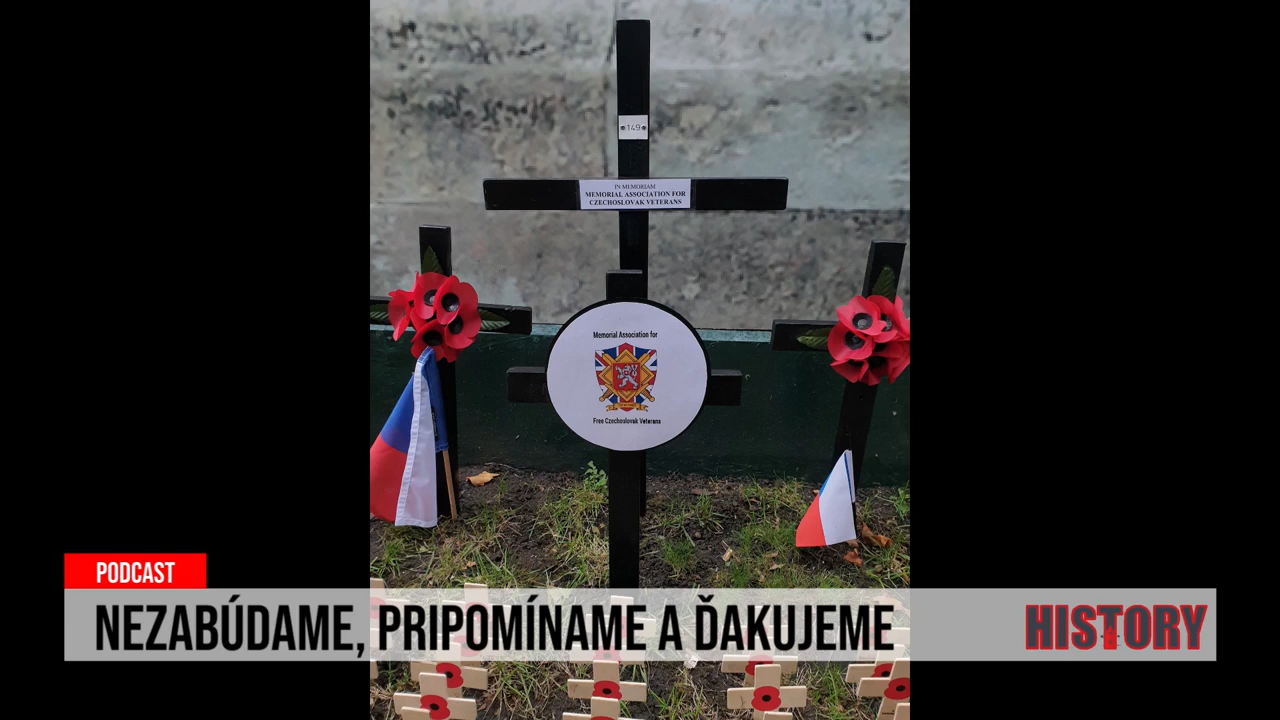 149
IN MEMORIAM
MEMORIAL ASSOCIATION FOR
CZECHOSLOVAK VETERANS
Memorial Association for
Free Czechoslovak Veterans
PODCAST
NEZABÚDAME, PRIPOMÍNAME A ĎAKUJEME
HISTORY